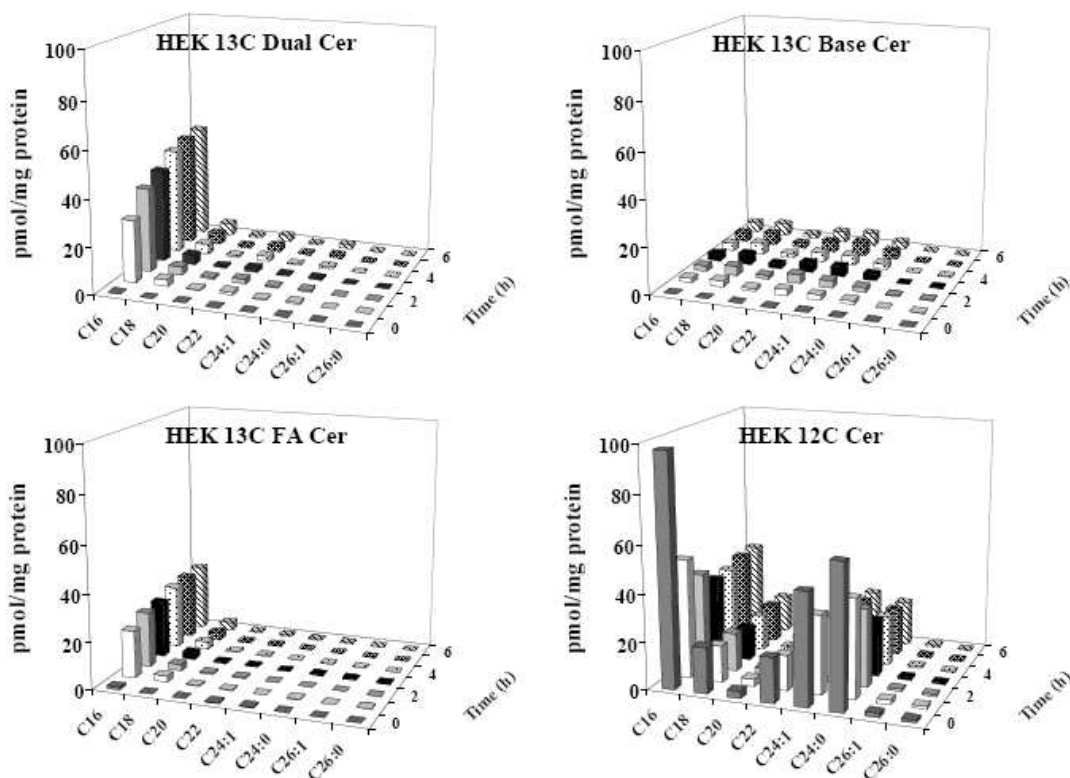 HEK 13C Dual Cer
pmol/mg protein
100
80
60
40
20
0
C16
C18
C20
C22
C24:1
C24:0
C26:1
C26:0
0
2
4
6
Time (h)
HEK 13C Base Cer
pmol/mg protein
100
80
60
40
20
0
C16
C18
C20
C22
C24:1
C24:0
C26:1
C26:0
0
2
4
6
Time (h)
HEK 13C FA Cer
pmol/mg protein
100
80
60
40
20
0
C16
C18
C20
C22
C24:1
C24:0
C26:1
C26:0
0
2
4
6
Time (h)
HEK 12C Cer
pmol/mg protein
100
80
60
40
20
0
C16
C18
C20
C22
C24:1
C24:0
C26:1
C26:0
0
2
4
6
Time (h)